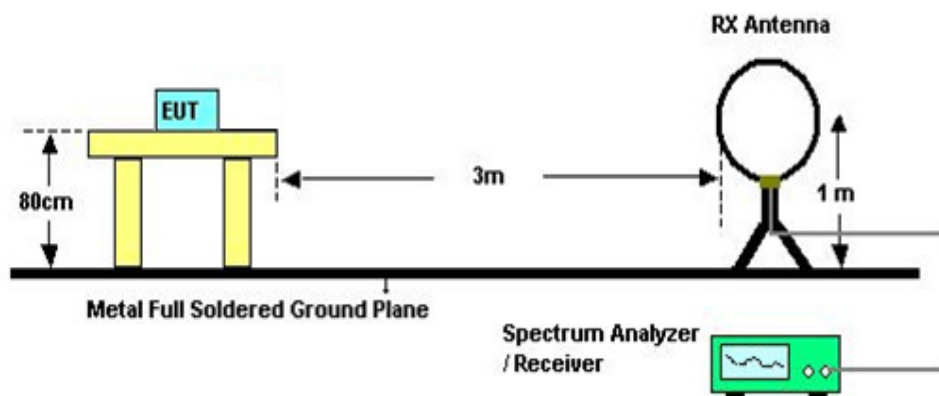 RX Antenna
EUT
80cm
3m
1 m
Metal Full Soldered Ground Plane
Spectrum Analyzer
/ Receiver